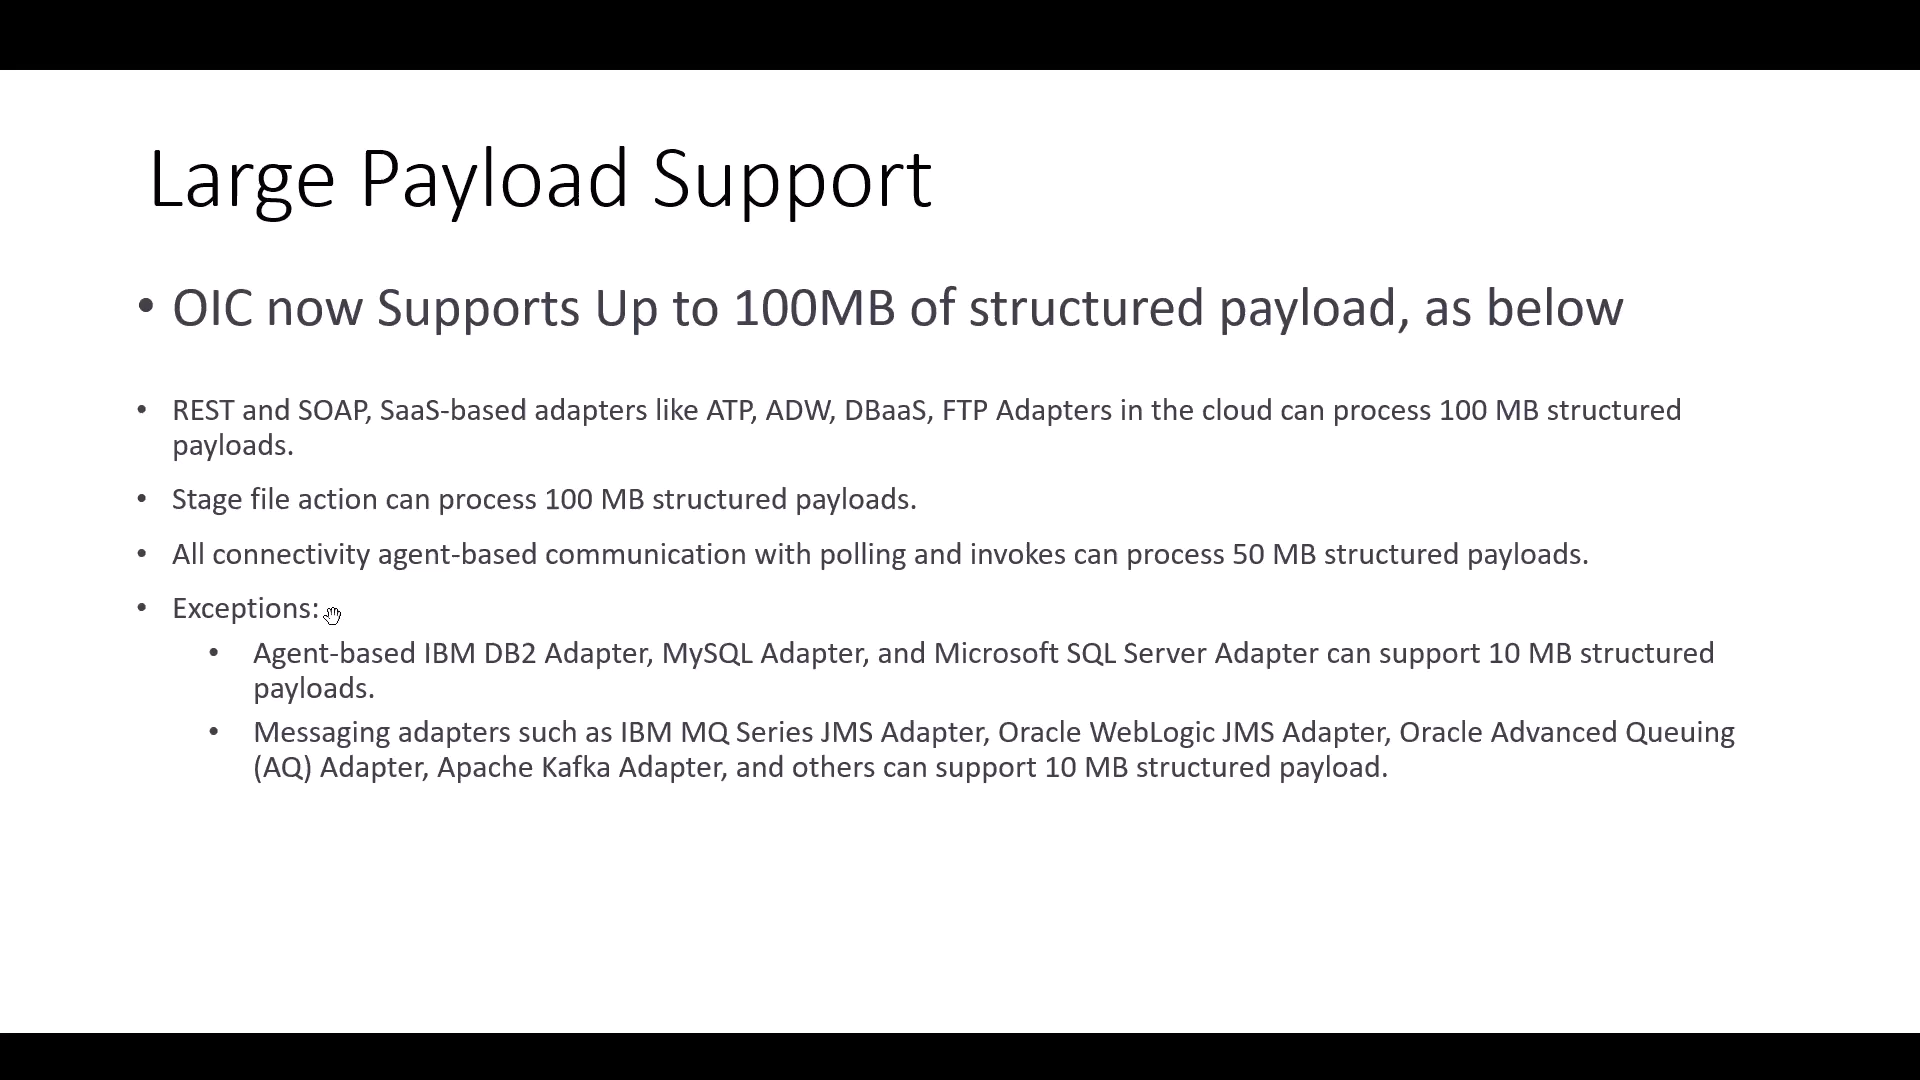 Large Payload Support
• OIC now Supports Up to 100MB of structured payload, as below
• REST and SOAP, SaaS-based adapters like ATP, ADW, DBaaS, FTP Adapters in the cloud can process 100 MB structured
payloads.
• Stage file action can process 100 MB structured payloads.
• All connectivity agent-based communication with polling and invokes can process 50 MB structured payloads.
• Exceptions:
• Agent-based IBM DB2 Adapter, MySQL Adapter, and Microsoft SQL Server Adapter can support 10 MB structured
payloads.
• Messaging adapters such as IBM MQ Series JMS Adapter, Oracle WebLogic JMS Adapter, Oracle Advanced Queuing
(AQ) Adapter, Apache Kafka Adapter, and others can support 10 MB structured payload.